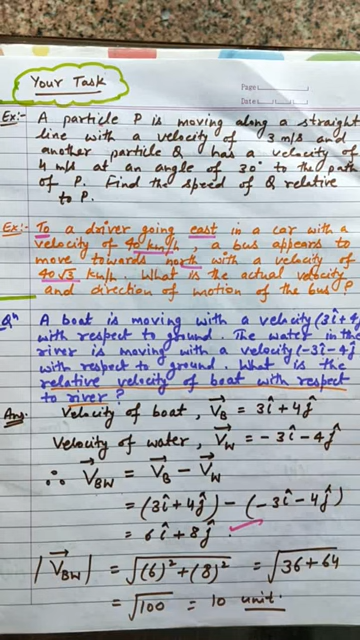 Your Task
Page:
Date:
Ex:- A particle P is moving along a straight
line with a velocity of 3 m/s and
another particle Q has a velocity of
4 m/s at an angle of 30° to the path
of P. Find the speed of Q relative
to P.
Ex:- To a driver going east in a car with a
velocity of 40 km/h, a bus appears to
move towards north with a velocity of
40√3 km/h. What is the actual velocity
and direction of motion of the bus?
Qⁿ A boat is moving with a velocity (3î+4ĵ
with respect to ground. The water in the
river is moving with a velocity (-3î-4ĵ
with respect to ground. What is the
relative velocity of boat with respect
to river?
Ans: Velocity of boat, V⃗_B = 3î + 4ĵ
Velocity of water, V⃗_W = -3î - 4ĵ
∴ V⃗_BW = V⃗_B - V⃗_W
= (3î+4ĵ) - (-3î-4ĵ)
= 6î + 8ĵ.
|V⃗_BW| = √(6)²+(8)² = √36+64
= √100 = 10 unit.